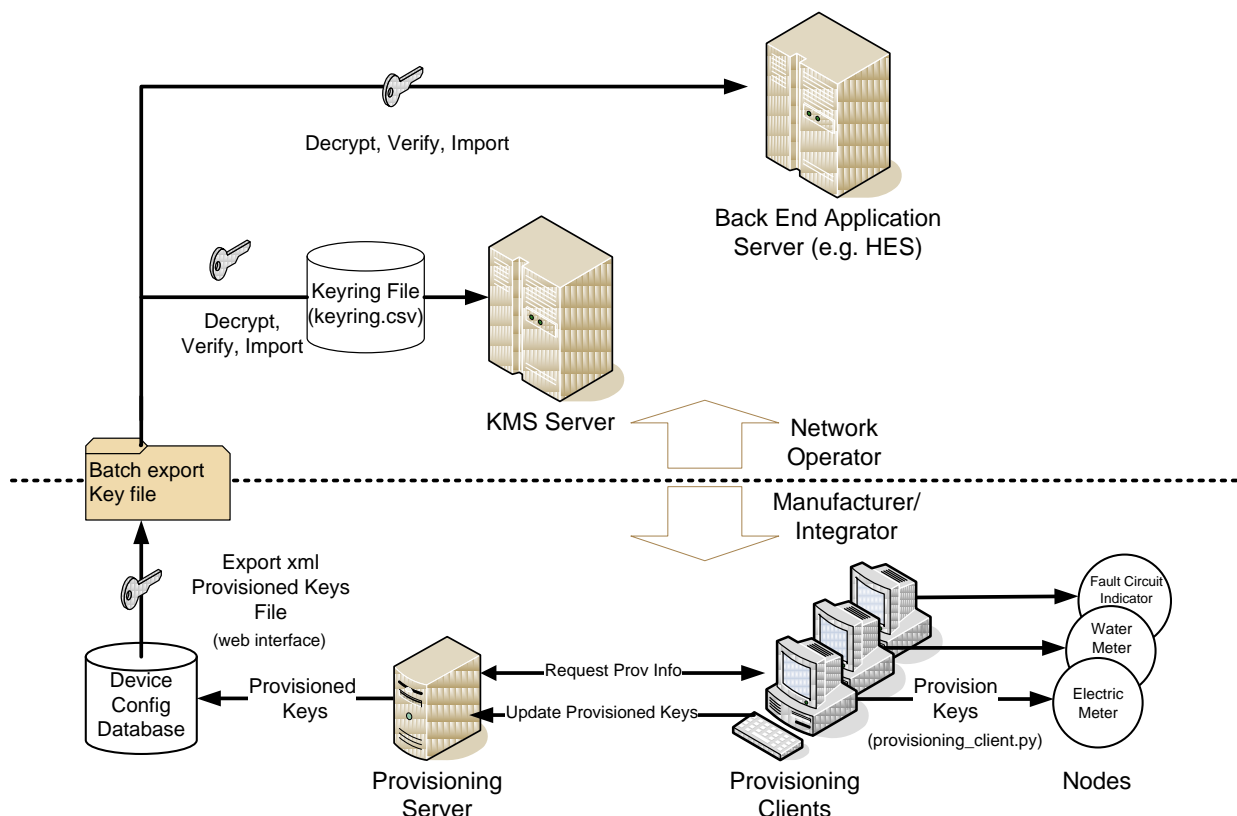 Decrypt, Verify, Import
Back End Application
Server (e.g. HES)
Decrypt,
Verify, Import
Keyring File
(keyring.csv)
KMS Server
Network
Operator
Batch export
Key file
Manufacturer/
Integrator
Export xml
Provisioned Keys
File
(web interface)
Device
Config
Database
Provisioned
Keys
Provisioning
Server
Request Prov Info
Update Provisioned Keys
Provisioning
Clients
Provision
Keys
(provisioning_client.py)
Fault Circuit
Indicator
Water
Meter
Electric
Meter
Nodes